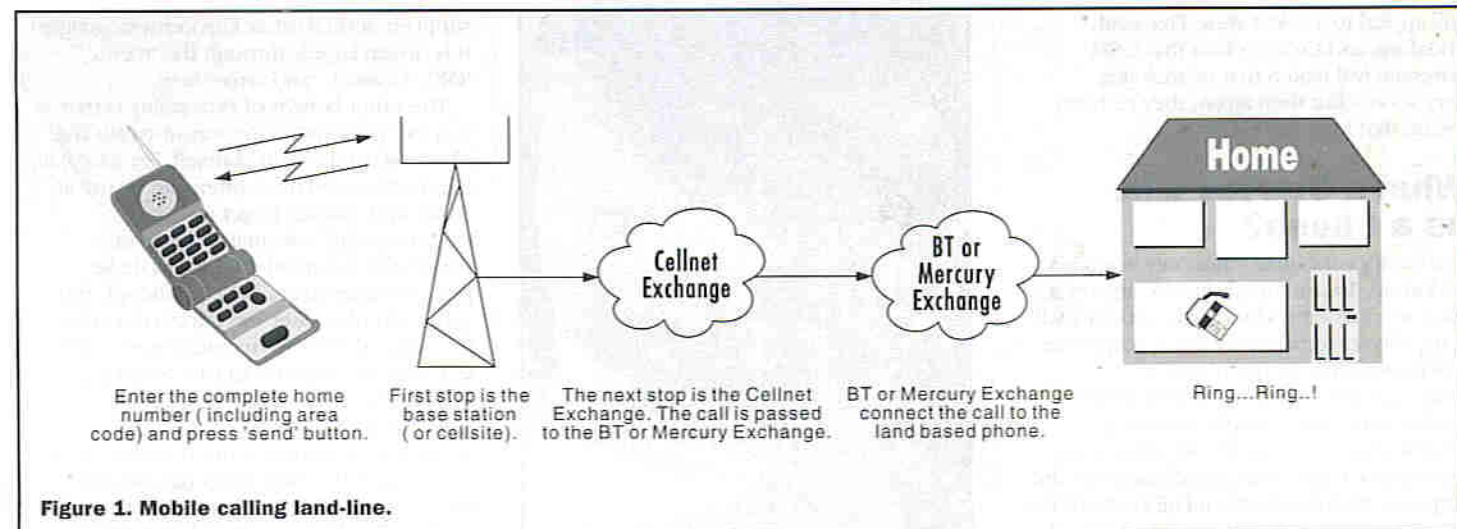 Home
Cellnet
Exchange
BT or
Mercury
Exchange
Enter the complete home
number ( including area
code) and press 'send' button.
First stop is the
base station
( or cellsite).
The next stop is the Cellnet
Exchange. The call is passed
to the BT or Mercury Exchange.
BT or Mercury Exchange
connect the call to the
land based phone.
Ring...Ring..!
Figure 1. Mobile calling land-line.